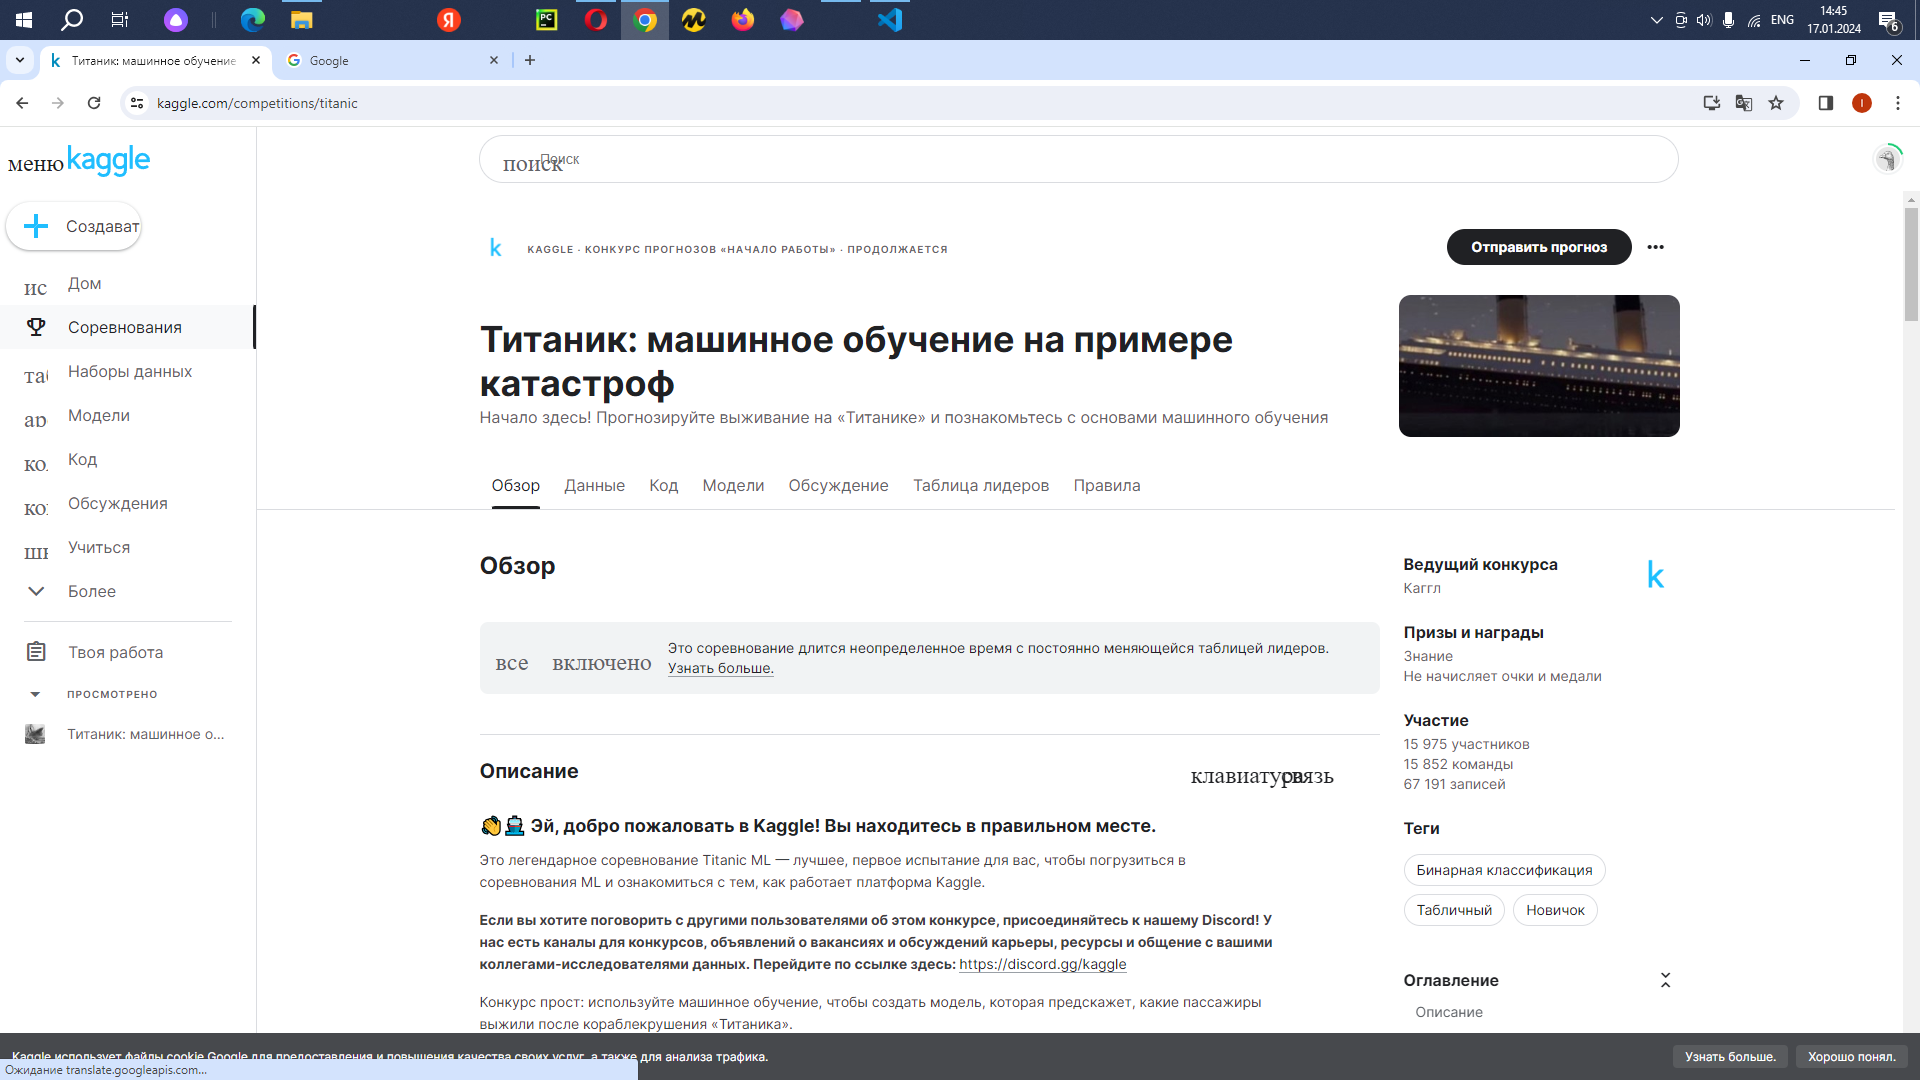 ENG
14:45
17.01.2024
6
Титаник: машинное обучение
Google
kaggle.com/competitions/titanic
меню kaggle
поиск
Поиск
Создават
KAGGLE · КОНКУРС ПРОГНОЗОВ «НАЧАЛО РАБОТЫ» · ПРОДОЛЖАЕТСЯ
Отправить прогноз
Дом
Соревнования
Наборы данных
Модели
Код
Обсуждения
Учиться
Более
Твоя работа
ПРОСМОТРЕНО
Титаник: машинное о...
Титаник: машинное обучение на примере
катастроф
Начало здесь! Прогнозируйте выживание на «Титанике» и познакомьтесь с основами машинного обучения
Обзор Данные Код Модели Обсуждение Таблица лидеров Правила
Обзор
все включено
Это соревнование длится неопределенное время с постоянно меняющейся таблицей лидеров.
Узнать больше.
Описание
клавиатура связь
Эй, добро пожаловать в Kaggle! Вы находитесь в правильном месте.
Это легендарное соревнование Titanic ML — лучшее, первое испытание для вас, чтобы погрузиться в
соревнования ML и ознакомиться с тем, как работает платформа Kaggle.
Если вы хотите поговорить с другими пользователями об этом конкурсе, присоединяйтесь к нашему Discord! У
нас есть каналы для конкурсов, объявлений о вакансиях и обсуждений карьеры, ресурсы и общение с вашими
коллегами-исследователями данных. Перейдите по ссылке здесь: https://discord.gg/kaggle
Конкурс прост: используйте машинное обучение, чтобы создать модель, которая предскажет, какие пассажиры
выжили после кораблекрушения «Титаника».
Ведущий конкурса
Каггл
Призы и награды
Знание
Не начисляет очки и медали
Участие
15 975 участников
15 852 команды
67 191 записей
Теги
Бинарная классификация
Табличный Новичок
Оглавление
Описание
Kaggle использует файлы cookie Google для предоставления и повышения качества своих услуг, а также для анализа трафика.
Узнать больше.
Хорошо понял.
Ожидание translate.googleapis.com...